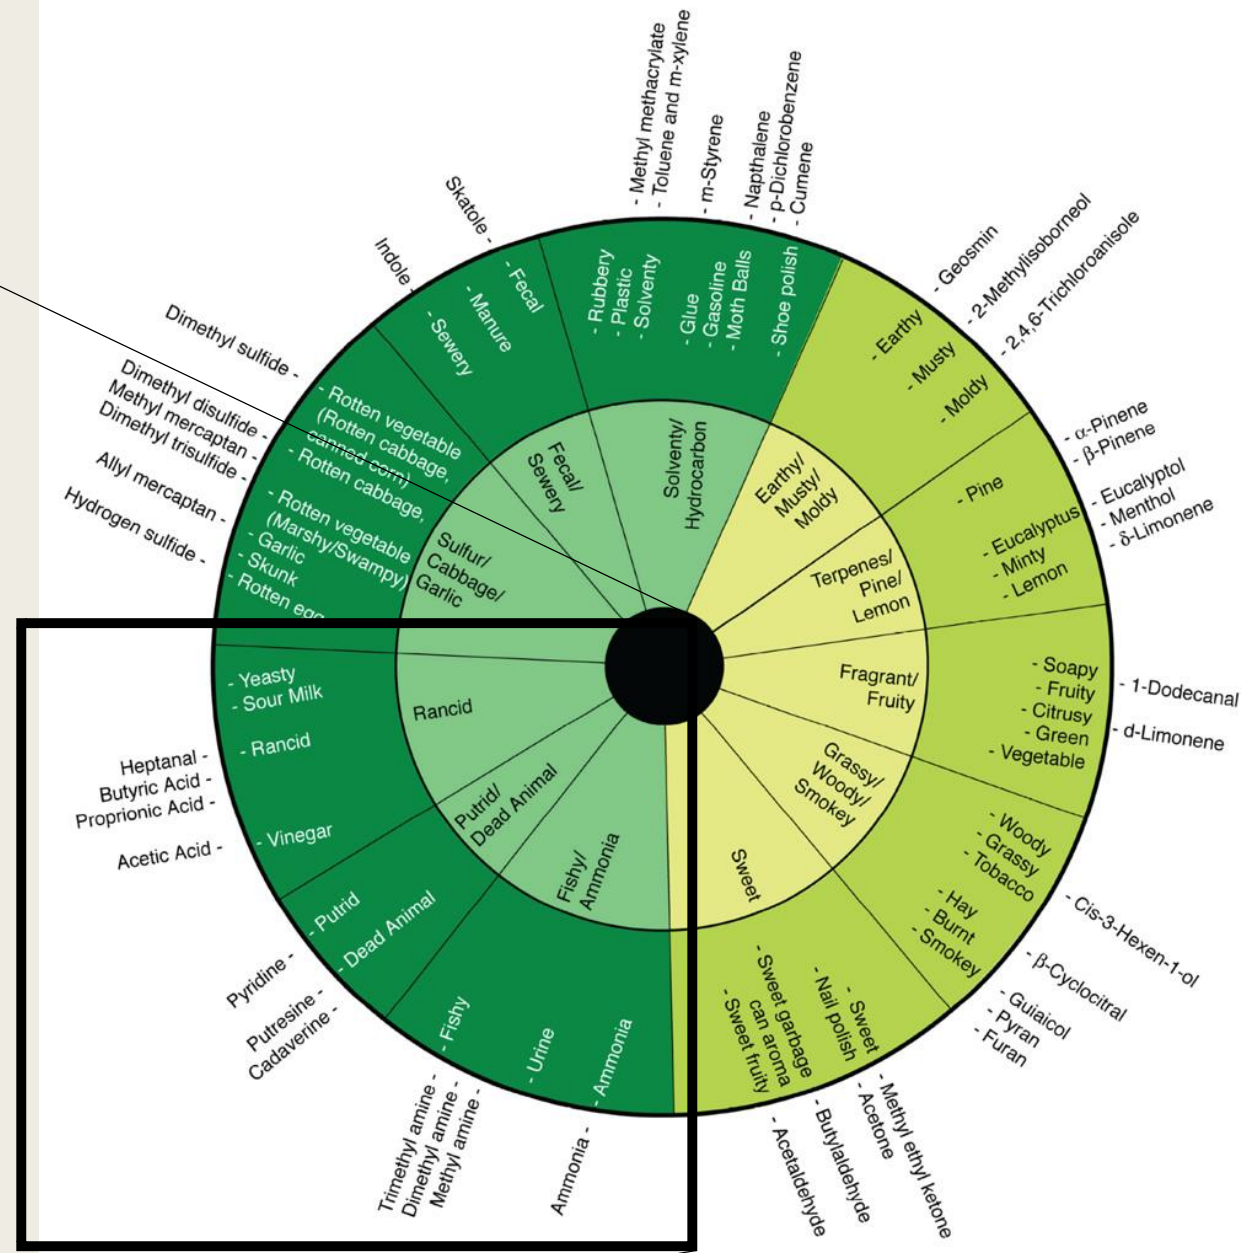 - Methyl methacrylate
- Toluene and m-xylene
- m-Styrene
- Napthalene
- p-Dichlorobenzene
- Cumene
- Geosmin
- 2-Methylisoborneol
- 2,4,6-Trichloroanisole
- α-Pinene
- β-Pinene
- Eucalyptol
- Menthol
- δ-Limonene
- 1-Dodecanal
- d-Limonene
- Cis-3-Hexen-1-ol
- β-Cyclocitral
- Guiaicol
- Pyran
- Furan
- Methyl ethyl ketone
- Acetone
- Butylaldehyde
- Acetaldehyde
Ammonia -
Methyl amine -
Dimethyl amine -
Trimethyl amine -
Cadaverine -
Putresine -
Pyridine -
Acetic Acid -
Proprionic Acid -
Butyric Acid -
Heptanal -
Hydrogen sulfide -
Allyl mercaptan -
Dimethyl trisulfide -
Methyl mercaptan -
Dimethyl disulfide -
Dimethyl sulfide -
Indole -
Skatole -
- Rubbery
- Plastic
- Solventy
- Glue
- Gasoline
- Moth Balls
- Shoe polish
- Earthy
- Musty
- Moldy
- Pine
- Eucalyptus
- Minty
- Lemon
- Soapy
- Fruity
- Citrusy
- Green
- Vegetable
- Woody
- Grassy
- Tobacco
- Hay
- Burnt
- Smokey
- Sweet
- Nail polish
- Sweet garbage
can aroma
- Sweet fruity
- Ammonia
- Urine
- Fishy
- Dead Animal
- Putrid
- Vinegar
- Rancid
- Sour Milk
- Yeasty
- Rotten egg
- Skunk
- Garlic
- Rotten vegetable
(Marshy/Swampy)
- Rotten cabbage,
- Rotten vegetable
(Rotten cabbage,
canned corn)
- Sewery
- Manure
- Fecal
Solventy/
Hydrocarbon
Earthy/
Musty/
Moldy
Terpenes/
Pine/
Lemon
Fragrant/
Fruity
Grassy/
Woody/
Smokey
Sweet
Fishy/
Ammonia
Putrid/
Dead Animal
Rancid
Sulfur/
Cabbage/
Garlic
Fecal/
Sewery